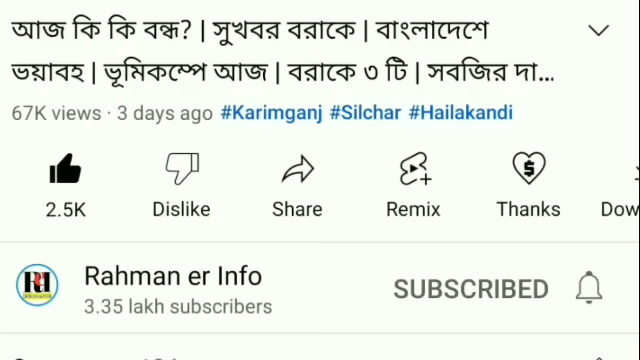 আজ কি কি বন্ধ? | সুখবর বরাকে | বাংলাদেশে
ভয়াবহ | ভূমিকম্পে আজ | বরাকে ৩ টি | সবজির দা...
67K views · 3 days ago #Karimganj #Silchar #Hailakandi
2.5K Dislike Share Remix Thanks Dow
Rahman er Info
3.35 lakh subscribers
SUBSCRIBED